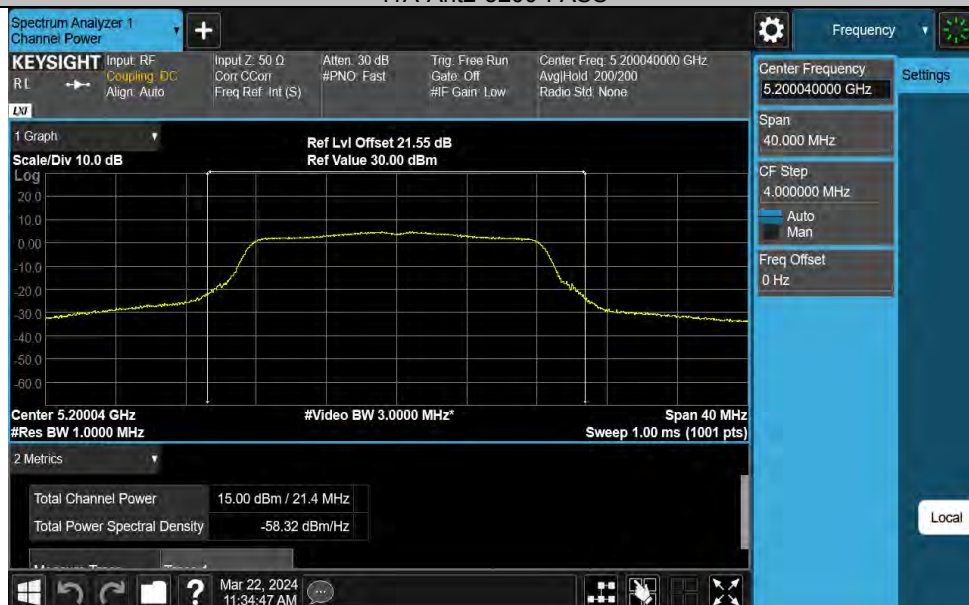 Spectrum Analyzer 1
Channel Power
Frequency
KEYSIGHT
Input: RF
Coupling: DC
Align: Auto
Input Z: 50 Ω
Corr CCorr
Freq Ref: Int (S)
Atten: 30 dB
#PNO: Fast
Trig: Free Run
Gate: Off
#IF Gain: Low
Center Freq: 5.200040000 GHz
Avg|Hold: 200/200
Radio Std: None
LXI
Center Frequency
5.200040000 GHz
Settings
Span
40.000 MHz
CF Step
4.000000 MHz
Auto
Man
Freq Offset
0 Hz
1 Graph
Scale/Div 10.0 dB
Ref Lvl Offset 21.55 dB
Ref Value 30.00 dBm
Log
20.0
10.0
0.00
-10.0
-20.0
-30.0
-40.0
-50.0
-60.0
Center 5.20004 GHz
#Video BW 3.0000 MHz*
Span 40 MHz
#Res BW 1.0000 MHz
Sweep 1.00 ms (1001 pts)
2 Metrics
Total Channel Power 15.00 dBm / 21.4 MHz
Total Power Spectral Density -58.32 dBm/Hz
Local
Mar 22, 2024
11:34:47 AM